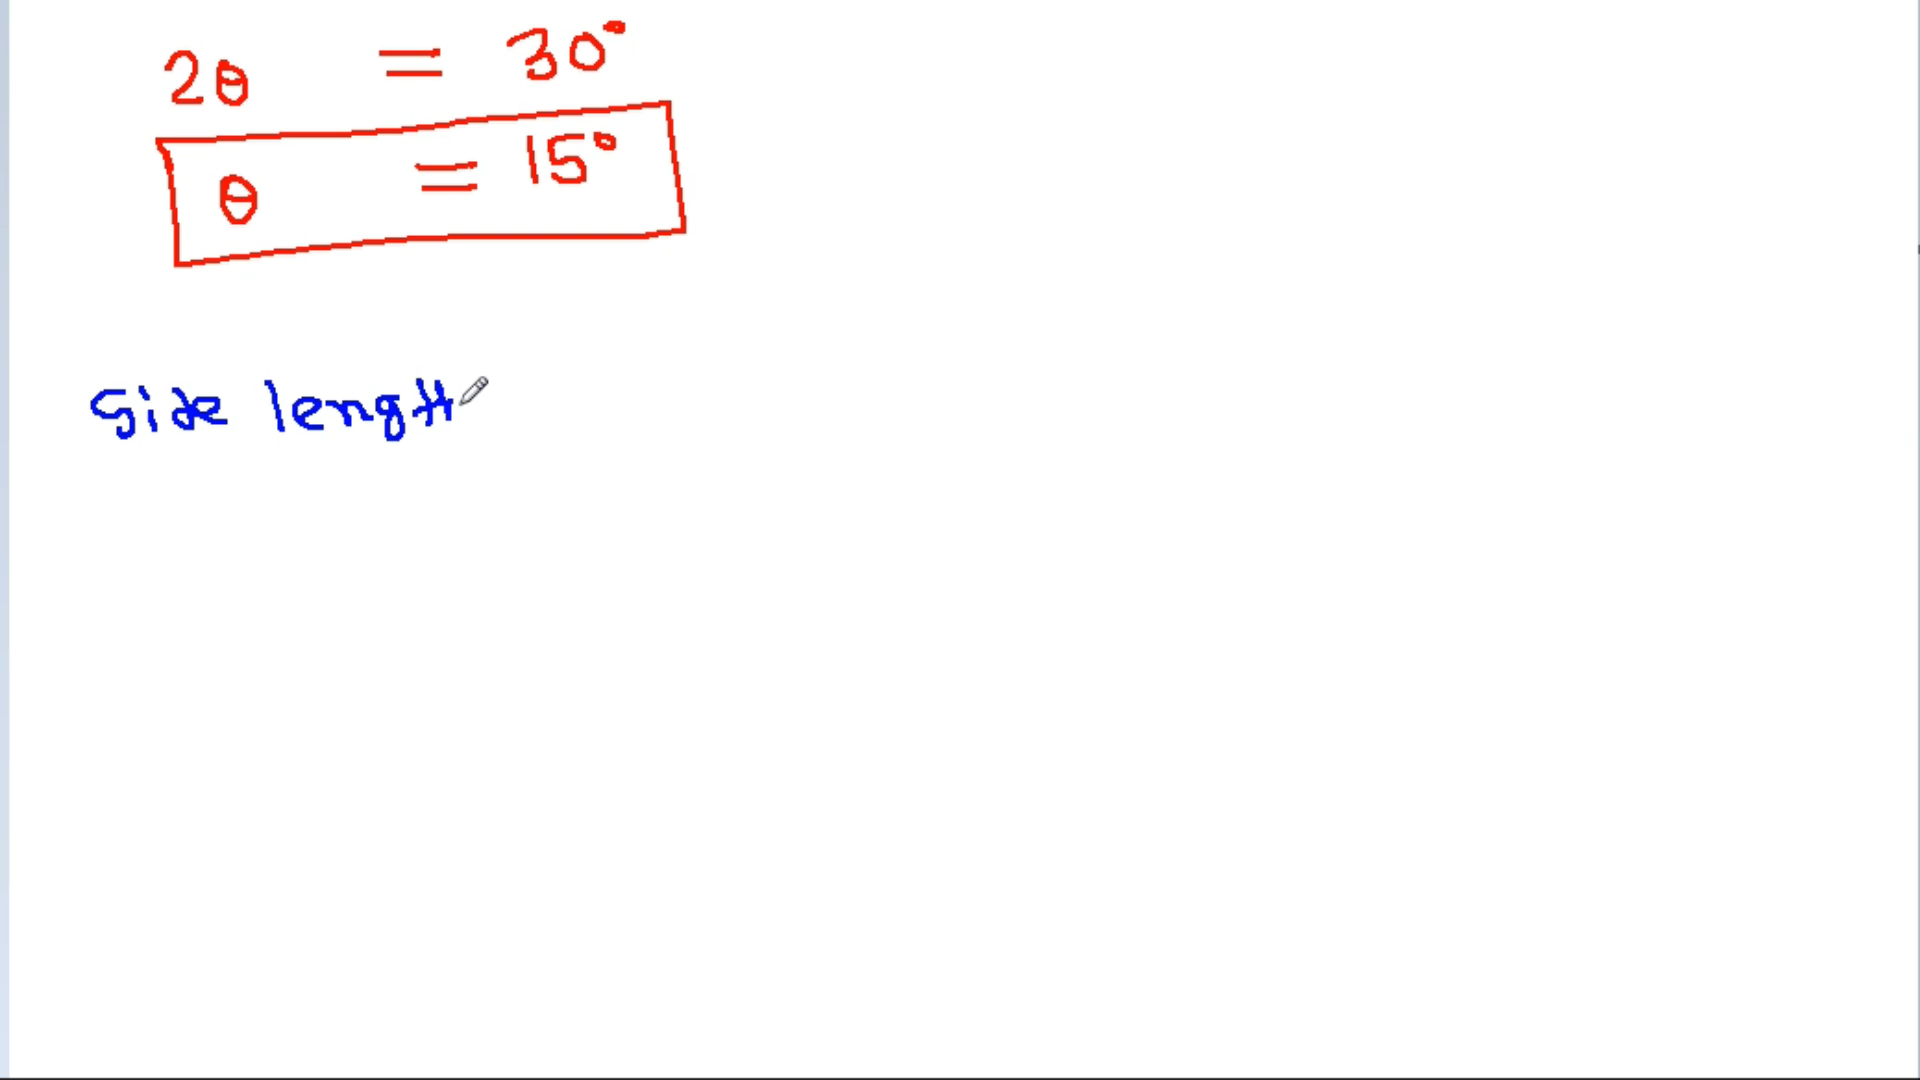 2θ = 30°
θ = 15°
Side length